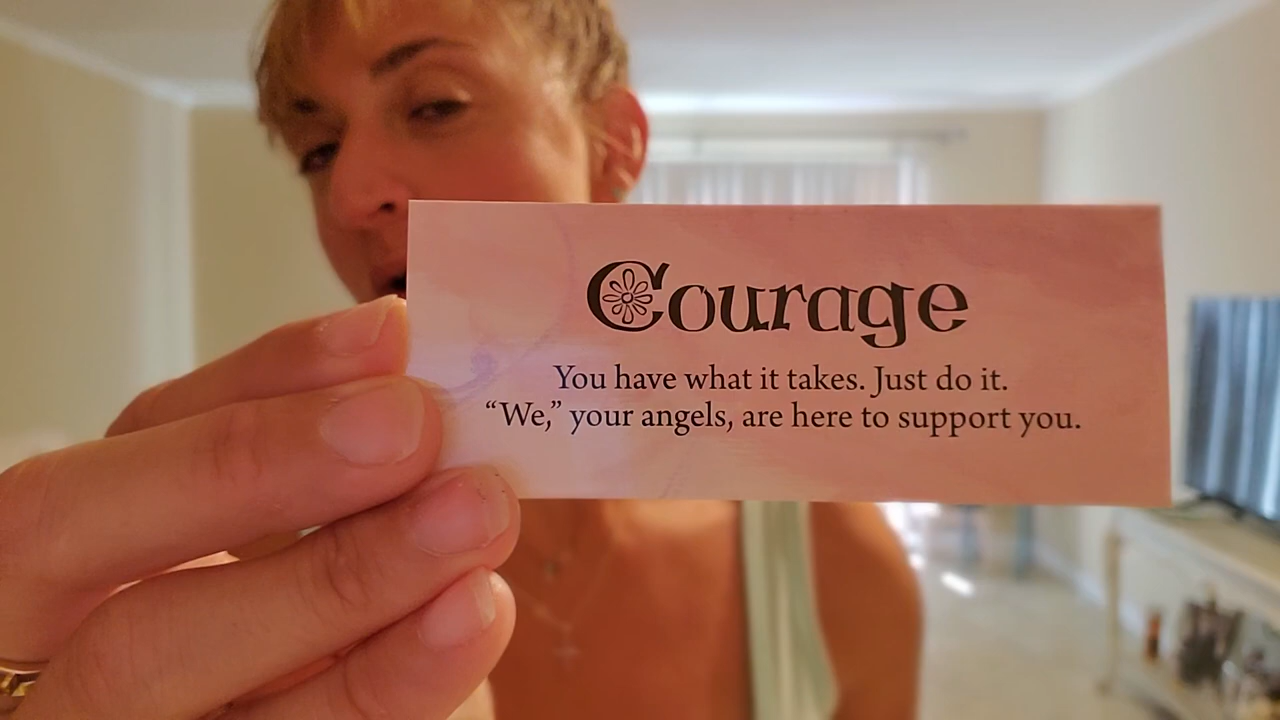 Courage
You have what it takes. Just do it.
“We,” your angels, are here to support you.